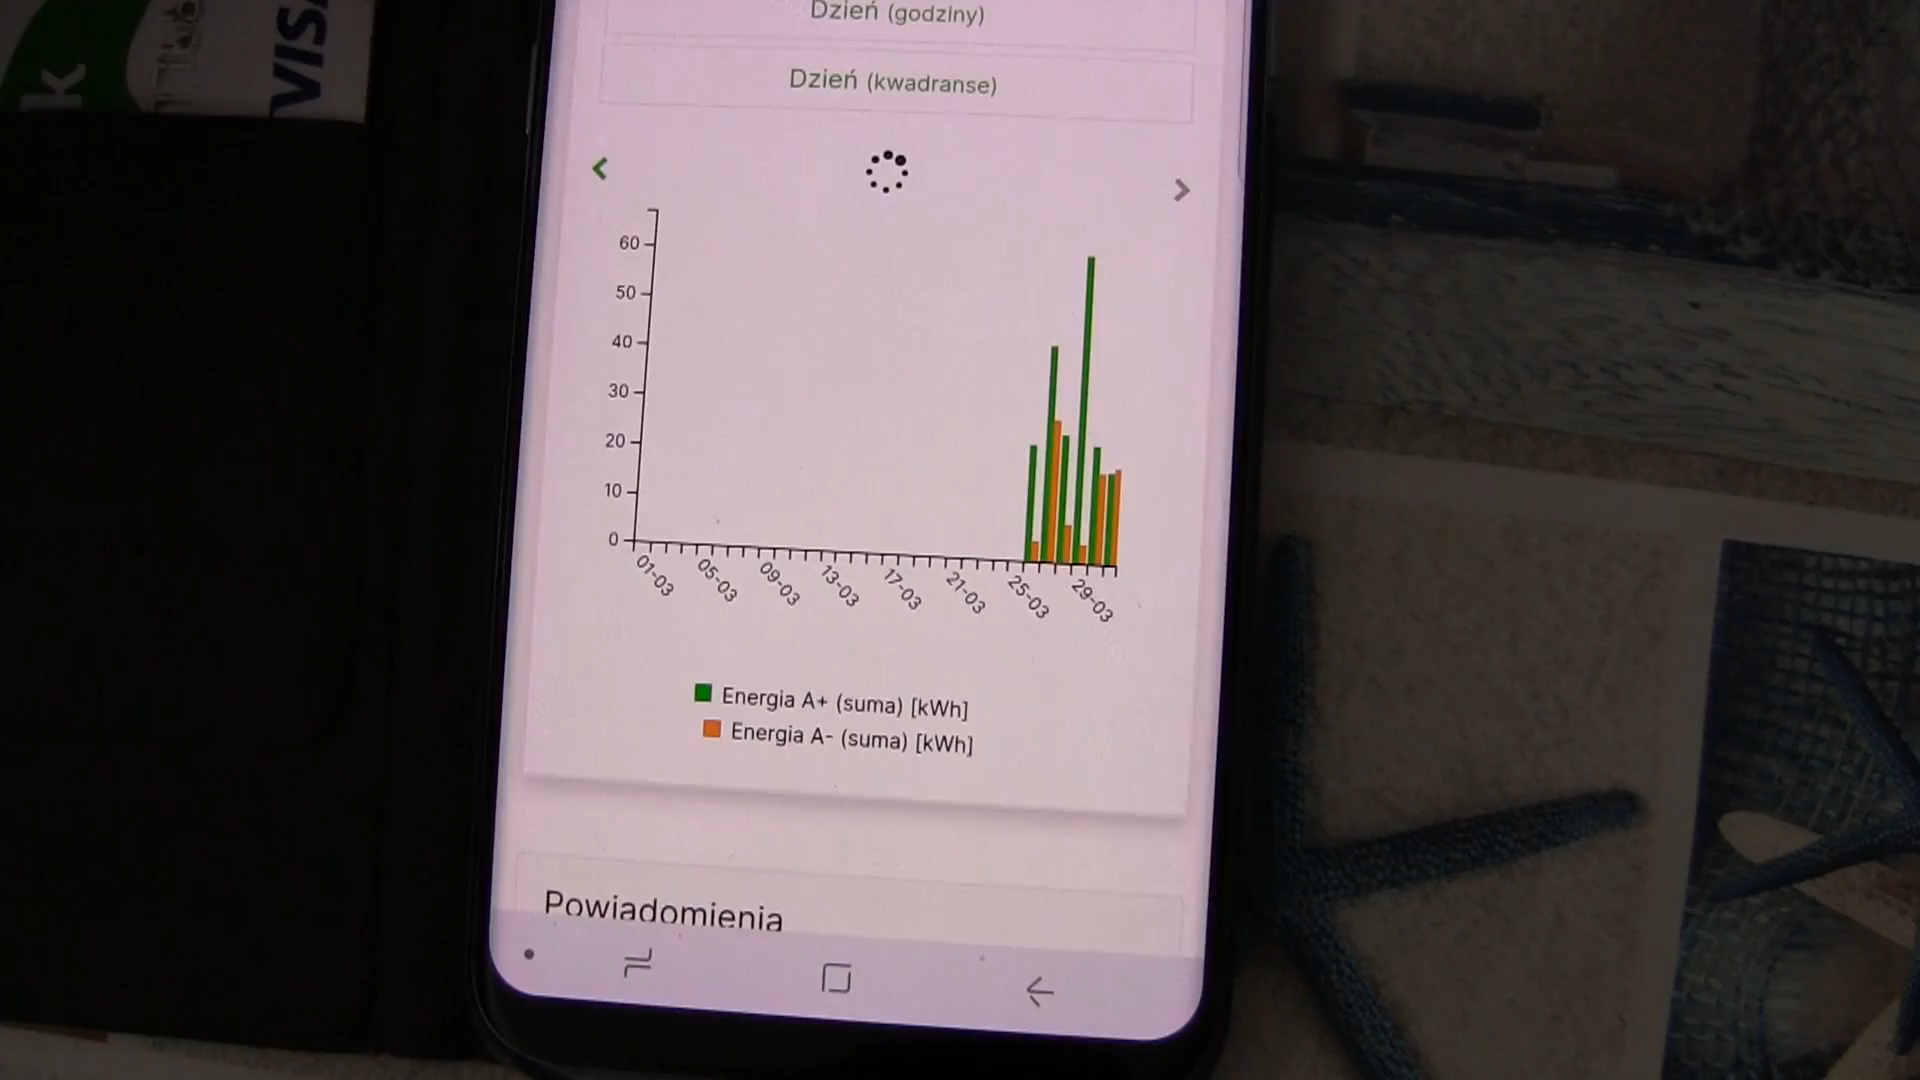 k
VISA
Dzień (godziny)
Dzień (kwadranse)
60
50
40
30
20
10
0
01-03
05-03
09-03
13-03
17-03
21-03
25-03
29-03
Energia A+ (suma) [kWh]
Energia A- (suma) [kWh]
Powiadomienia